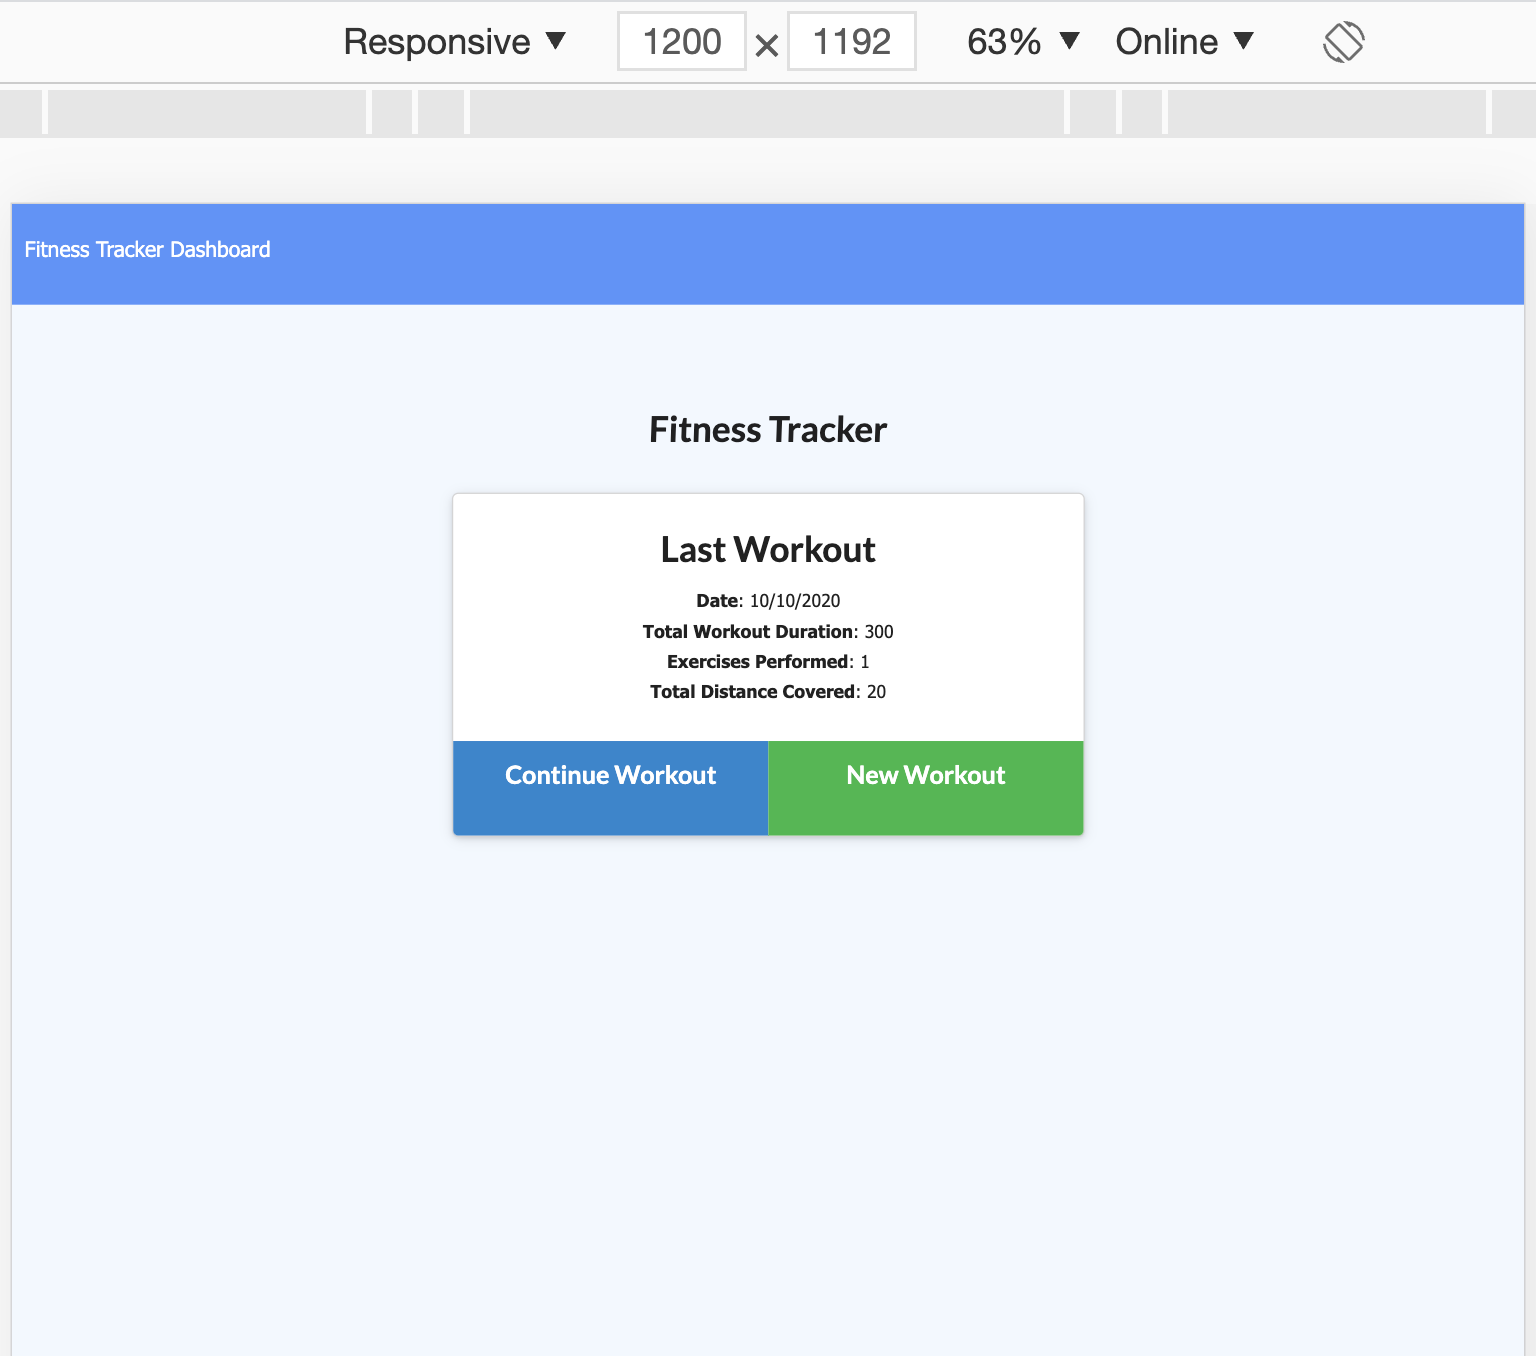 Responsive ▼ 1200 × 1192 63% ▼ Online ▼
Fitness Tracker Dashboard
Fitness Tracker
Last Workout
Date: 10/10/2020
Total Workout Duration: 300
Exercises Performed: 1
Total Distance Covered: 20
Continue Workout New Workout